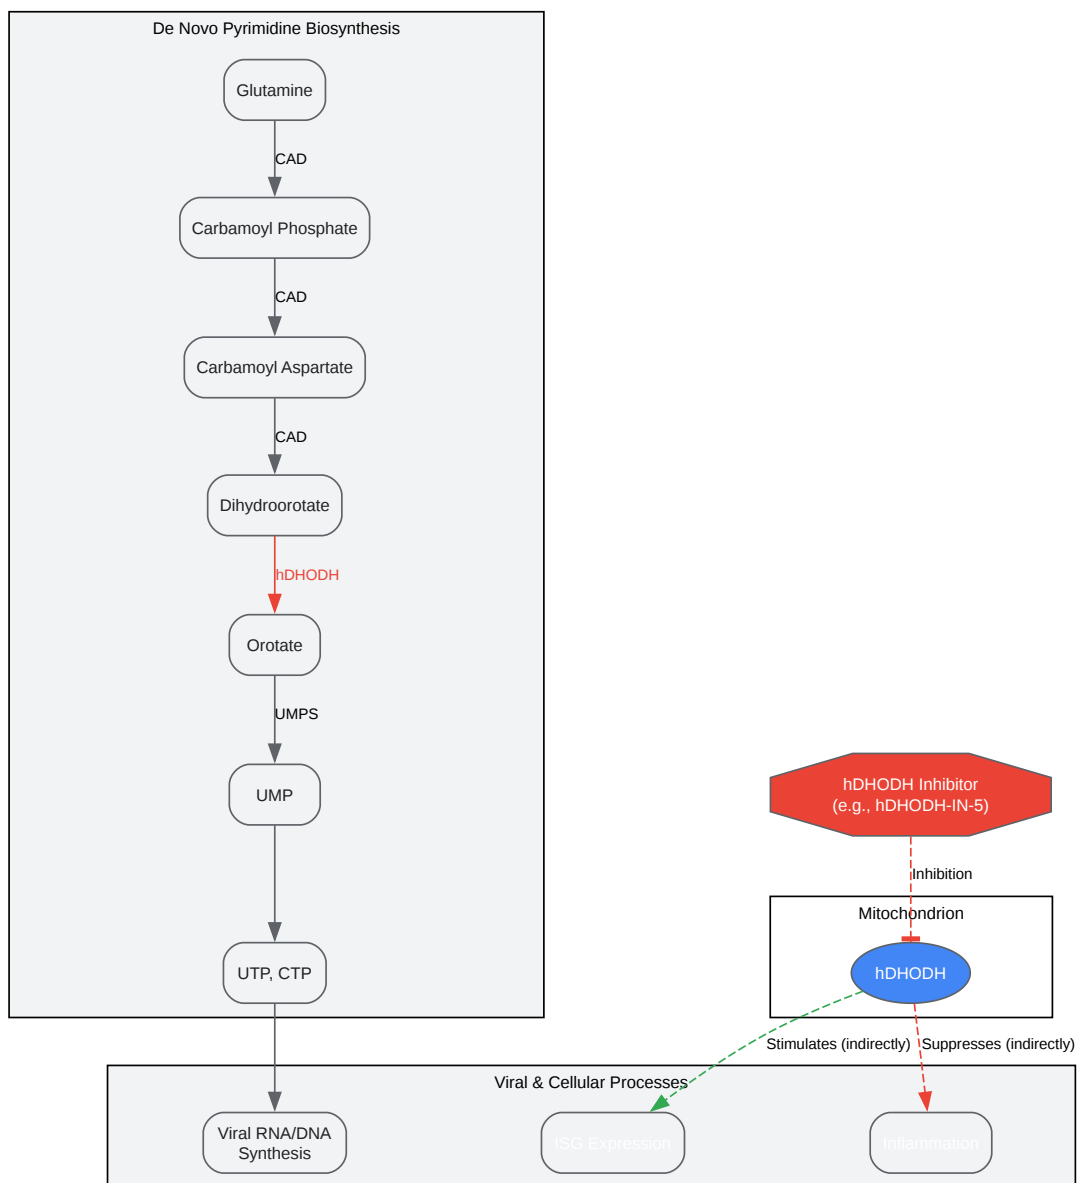 De Novo Pyrimidine Biosynthesis
Glutamine
CAD
Carbamoyl Phosphate
CAD
Carbamoyl Aspartate
CAD
Dihydroorotate
hDHODH
Orotate
UMPS
UMP
UTP, CTP
hDHODH Inhibitor
(e.g., hDHODH-IN-5)
Inhibition
Mitochondrion
hDHODH
Stimulates (indirectly)
Suppresses (indirectly)
Viral & Cellular Processes
Viral RNA/DNA
Synthesis
ISG Expression
Inflammation